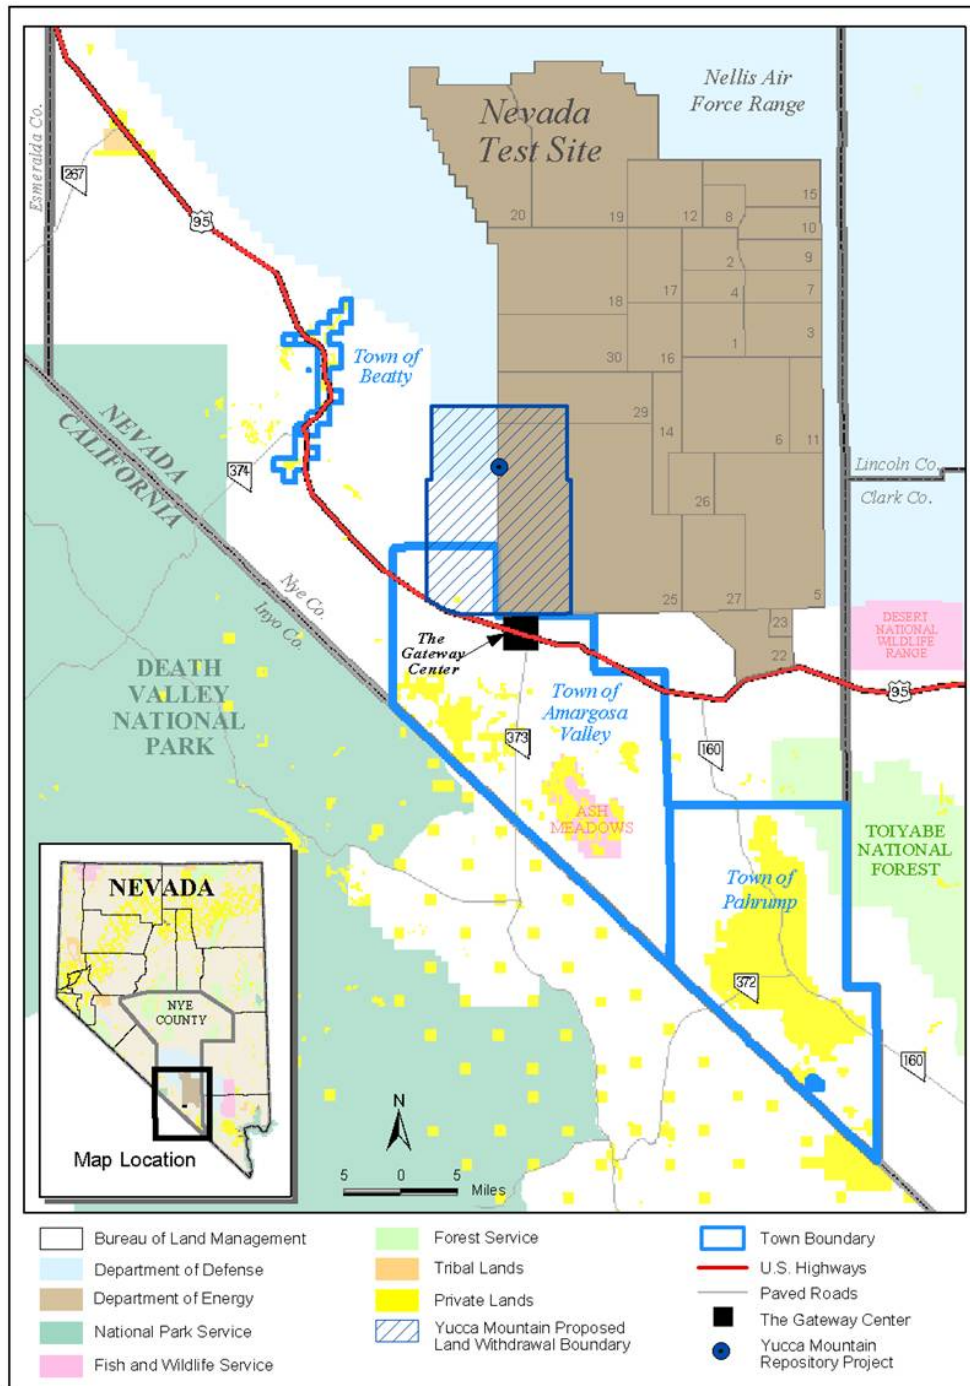 Nevada
Test Site
Nellis Air
Force Range
Esmeralda Co.
267
95
20
19
12
8
15
10
2
9
18
17
4
7
1
3
30
16
Town of
Beatty
29
14
6
11
NEVADA
CALIFORNIA
374
Lincoln Co.
Clark Co.
26
Nye Co.
Inyo Co.
25
27
5
23
22
DESERT
NATIONAL
WILDLIFE
RANGE
The
Gateway
Center
DEATH
VALLEY
NATIONAL
PARK
Town of
Amargosa
Valley
95
373
160
ASH
MEADOWS
TOIYABE
NATIONAL
FOREST
Town of
Pahrump
372
160
NEVADA
NYE
COUNTY
Map Location
N
5 0 5 Miles
Bureau of Land Management
Department of Defense
Department of Energy
National Park Service
Fish and Wildlife Service
Forest Service
Tribal Lands
Private Lands
Yucca Mountain Proposed
Land Withdrawal Boundary
Town Boundary
U.S. Highways
Paved Roads
The Gateway Center
Yucca Mountain
Repository Project